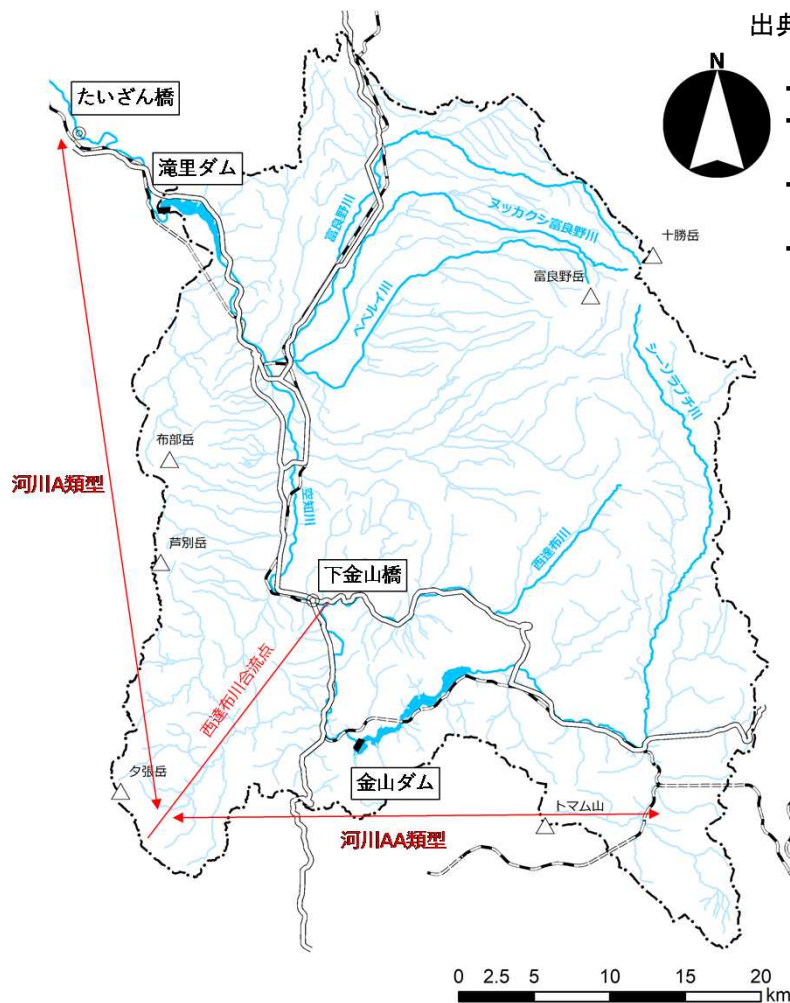 出典
N
たいざん橋
滝里ダム
富良野川
ヌッカクシ富良野川
十勝岳
富良野岳
ベベルイ川
シーソラプチ川
布部岳
河川A類型
空知川
西達布川
芦別岳
下金山橋
西達布川合流点
金山ダム
夕張岳
トマム山
河川AA類型
0 2.5 5 10 15 20
km